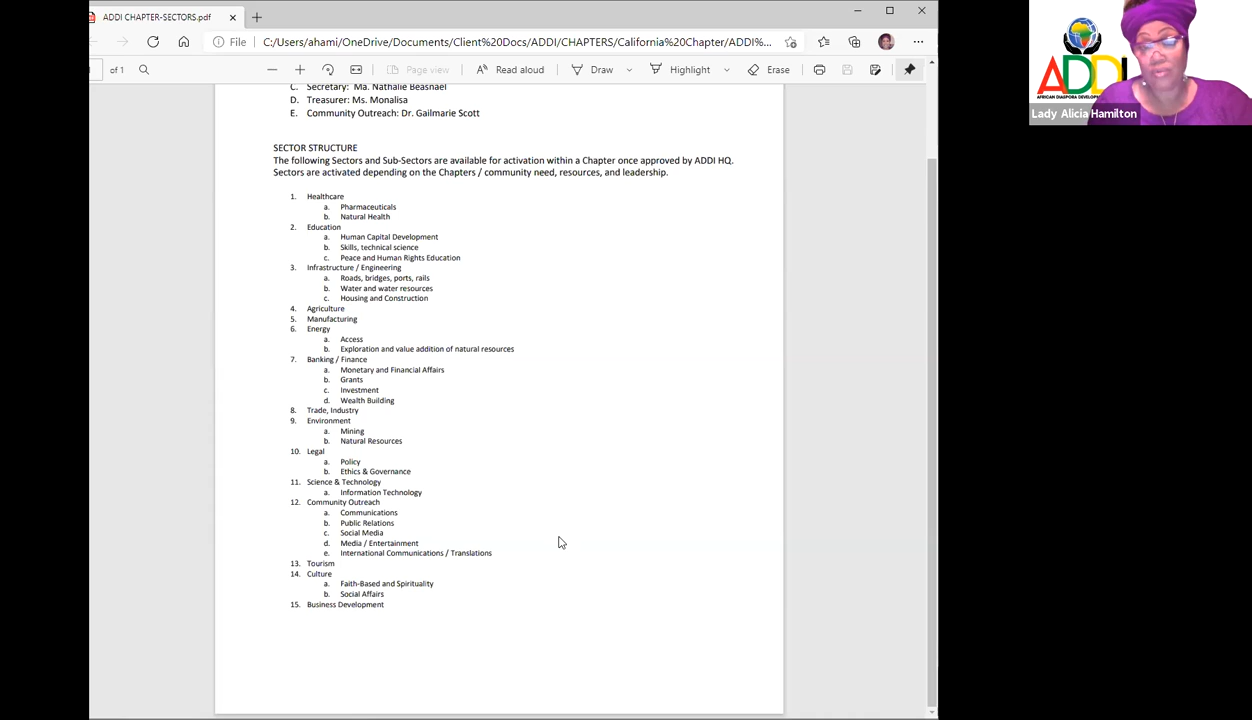 ADDI CHAPTER-SECTORS.pdf
File C:/Users/ahami/OneDrive/Documents/Client%20Docs/ADDI/CHAPTERS/California%20Chapter/ADDI%...
of 1 Page view Read aloud Draw Highlight Erase
C. Secretary: Ma. Nathalie Beasnael
D. Treasurer: Ms. Monalisa
E. Community Outreach: Dr. Gailmarie Scott
SECTOR STRUCTURE
The following Sectors and Sub-Sectors are available for activation within a Chapter once approved by ADDI HQ.
Sectors are activated depending on the Chapters / community need, resources, and leadership.
1. Healthcare
a. Pharmaceuticals
b. Natural Health
2. Education
a. Human Capital Development
b. Skills, technical science
c. Peace and Human Rights Education
3. Infrastructure / Engineering
a. Roads, bridges, ports, rails
b. Water and water resources
c. Housing and Construction
4. Agriculture
5. Manufacturing
6. Energy
a. Access
b. Exploration and value addition of natural resources
7. Banking / Finance
a. Monetary and Financial Affairs
b. Grants
c. Investment
d. Wealth Building
8. Trade, Industry
9. Environment
a. Mining
b. Natural Resources
10. Legal
a. Policy
b. Ethics & Governance
11. Science & Technology
a. Information Technology
12. Community Outreach
a. Communications
b. Public Relations
c. Social Media
d. Media / Entertainment
e. International Communications / Translations
13. Tourism
14. Culture
a. Faith-Based and Spirituality
b. Social Affairs
15. Business Development
ADDI
AFRICAN DIASPORA
Lady Alicia Hamilton